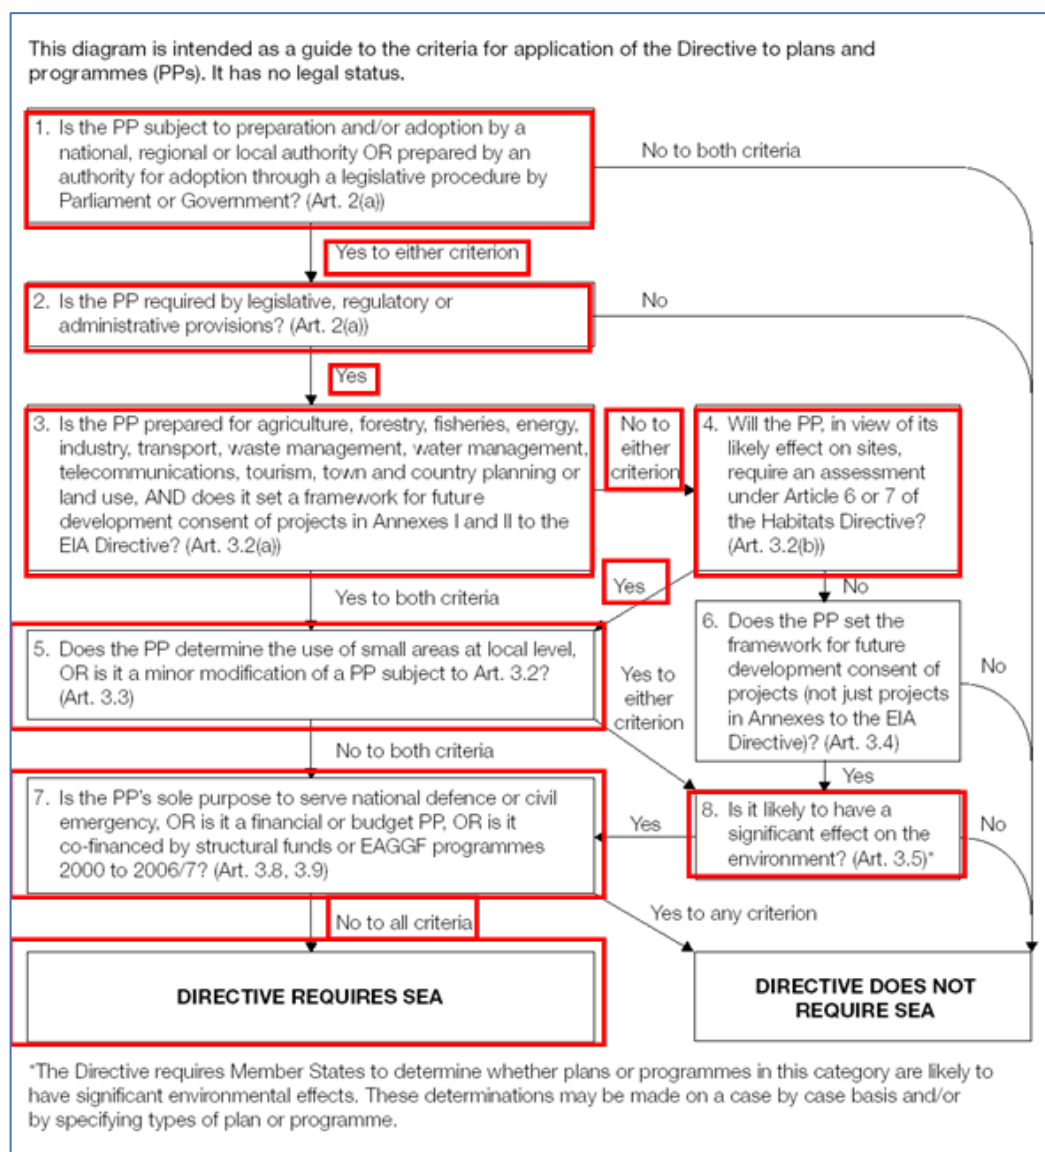 This diagram is intended as a guide to the criteria for application of the Directive to plans and
programmes (PPs). It has no legal status.
1. Is the PP subject to preparation and/or adoption by a
national, regional or local authority OR prepared by an
authority for adoption through a legislative procedure by
Parliament or Government? (Art. 2(a))
No to both criteria
Yes to either criterion
2. Is the PP required by legislative, regulatory or
administrative provisions? (Art. 2(a))
No
Yes
3. Is the PP prepared for agriculture, forestry, fisheries, energy,
industry, transport, waste management, water management,
telecommunications, tourism, town and country planning or
land use, AND does it set a framework for future
development consent of projects in Annexes I and II to the
EIA Directive? (Art. 3.2(a))
No to
either
criterion
4. Will the PP, in view of its
likely effect on sites,
require an assessment
under Article 6 or 7 of
the Habitats Directive?
(Art. 3.2(b))
Yes to both criteria
Yes
No
5. Does the PP determine the use of small areas at local level,
OR is it a minor modification of a PP subject to Art. 3.2?
(Art. 3.3)
Yes to
either
criterion
6. Does the PP set the
framework for future
development consent of
projects (not just projects
in Annexes to the EIA
Directive)? (Art. 3.4)
No
No to both criteria
Yes
7. Is the PP's sole purpose to serve national defence or civil
emergency, OR is it a financial or budget PP, OR is it
co-financed by structural funds or EAGGF programmes
2000 to 2006/7? (Art. 3.8, 3.9)
Yes
8. Is it likely to have a
significant effect on the
environment? (Art. 3.5)*
No
No to all criteria
Yes to any criterion
DIRECTIVE REQUIRES SEA
DIRECTIVE DOES NOT
REQUIRE SEA
*The Directive requires Member States to determine whether plans or programmes in this category are likely to
have significant environmental effects. These determinations may be made on a case by case basis and/or
by specifying types of plan or programme.